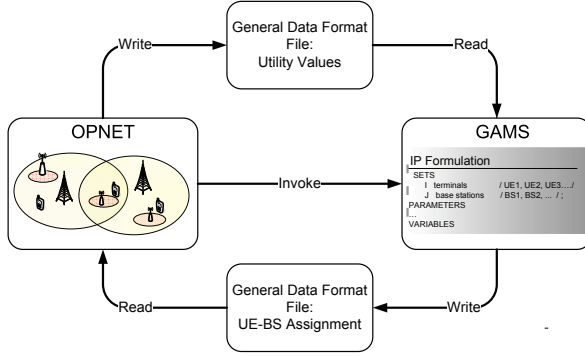 General Data Format
File:
Utility Values
Write
Read
OPNET
GAMS
IP Formulation
SETS
I terminals / UE1, UE2, UE3..../
J base stations / BS1, BS2, ... / ;
PARAMETERS
...
VARIABLES
Invoke
General Data Format
File:
UE-BS Assignment
Read
Write